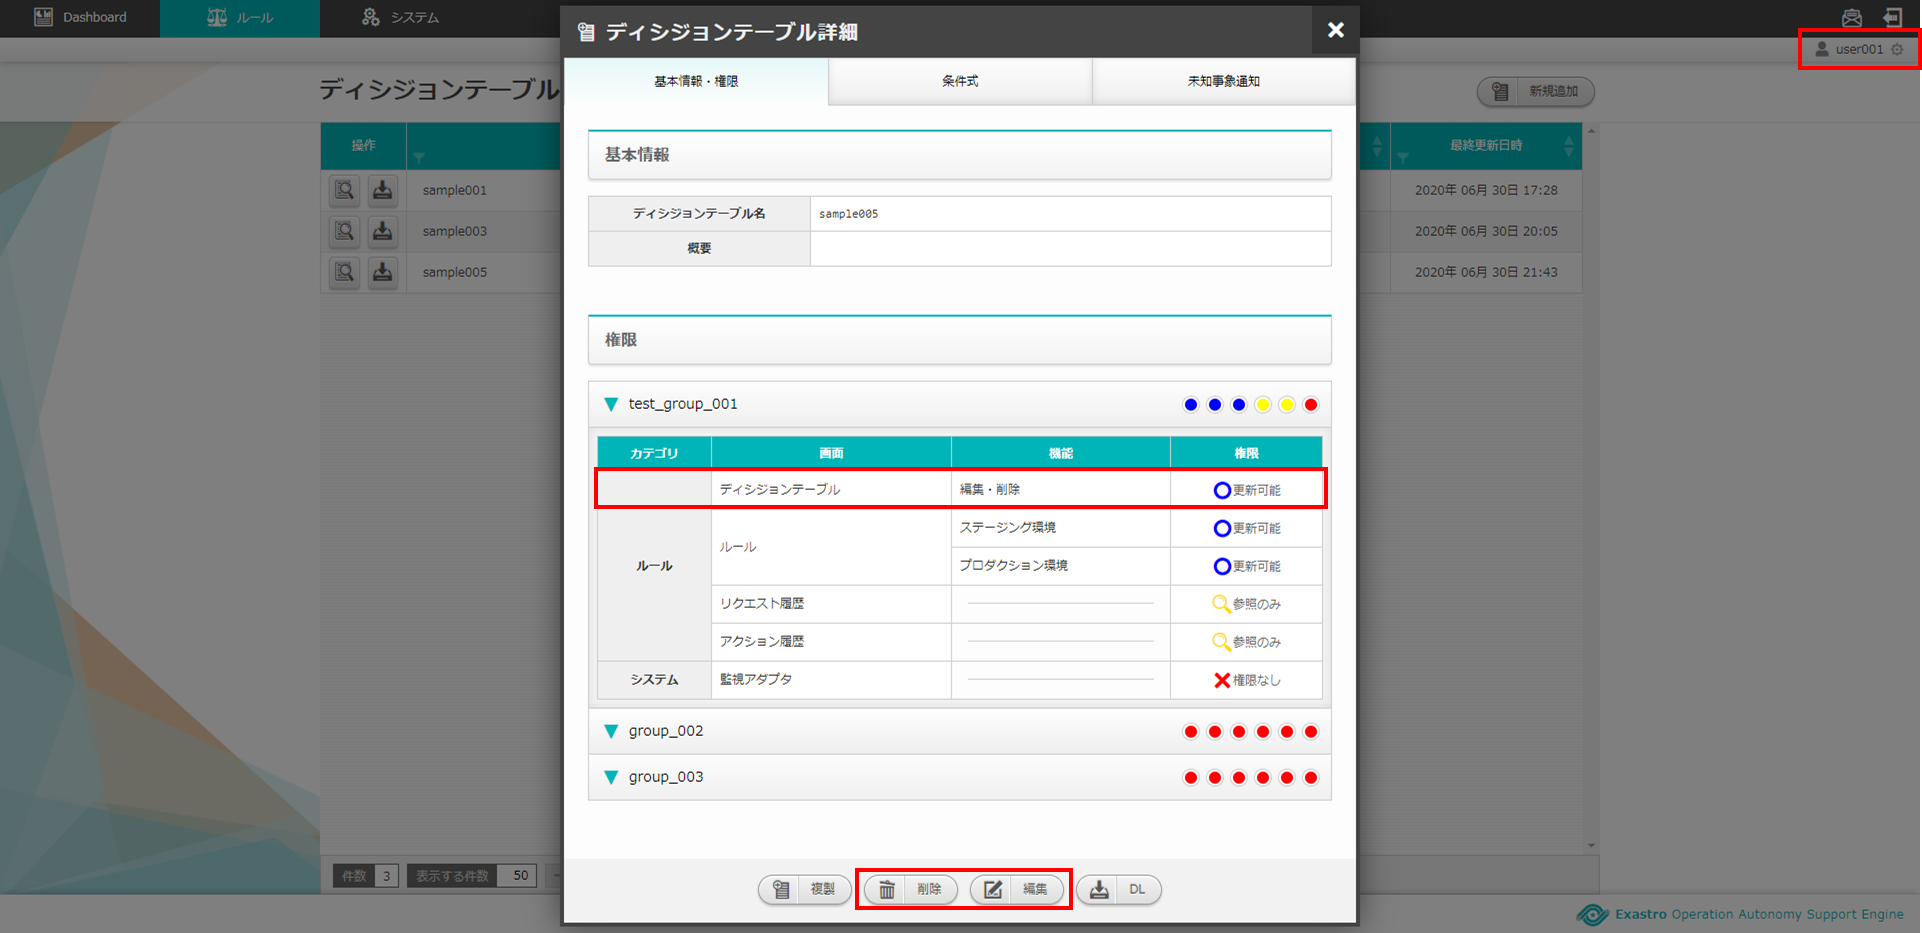 Dashboard
ルール
システム
user001
ディシジョンテーブル
新規追加
操作
最終更新日時
sample001
2020年 06月 30日 17:28
sample003
2020年 06月 30日 20:05
sample005
2020年 06月 30日 21:43
件数 3 表示する件数 50
ディシジョンテーブル詳細
基本情報・権限 条件式 未知事象通知
基本情報
ディシジョンテーブル名 sample005
概要
権限
test_group_001
カテゴリ 画面 機能 権限
ディシジョンテーブル 編集・削除 更新可能
ルール
ルール
ステージング環境 更新可能
プロダクション環境 更新可能
リクエスト履歴 参照のみ
アクション履歴 参照のみ
システム 監視アダプタ 権限なし
group_002
group_003
複製 削除 編集 DL
Exastro Operation Autonomy Support Engine